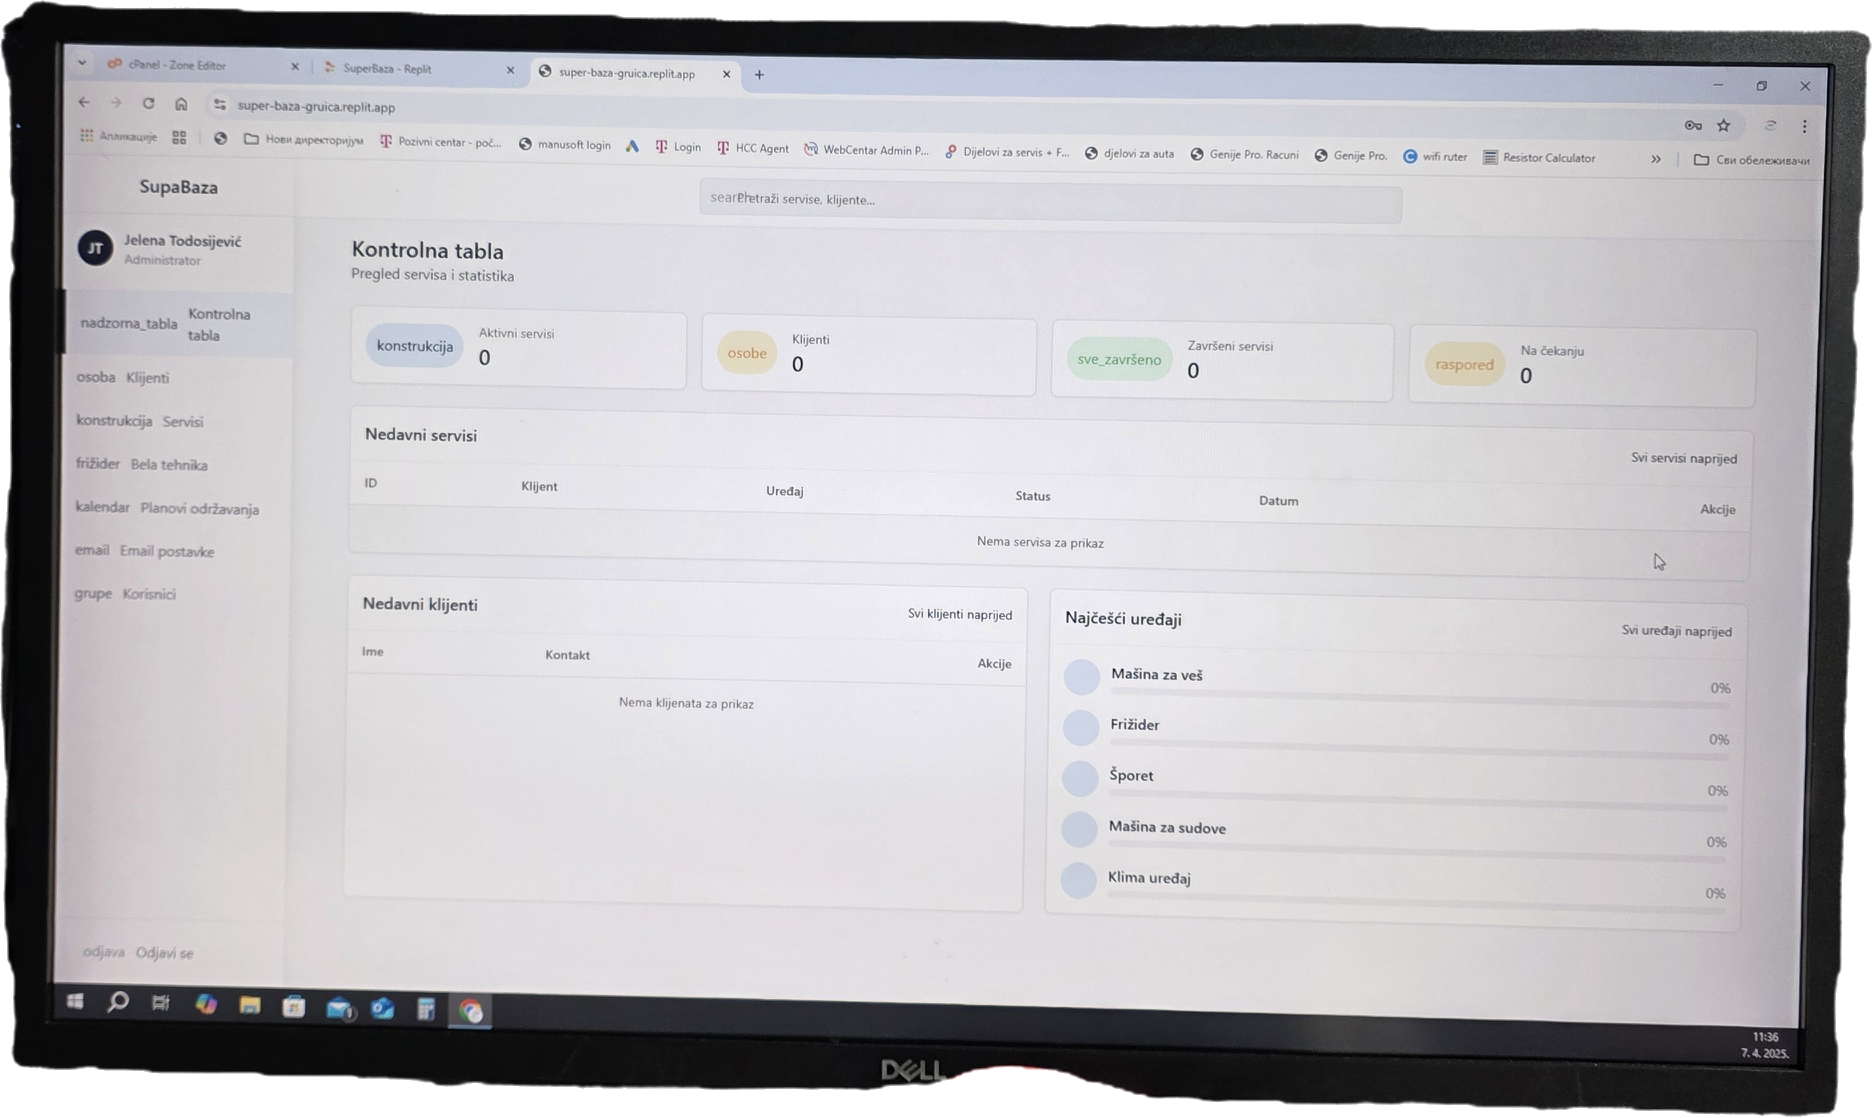 cPanel - Zone Editor
SuperBaza - Replit
super-baza-gruica.replit.app
super-baza-gruica.replit.app
Апликације
Нови директоријум
Pozivni centar - poč...
manusoft login
Login
HCC Agent
WebCentar Admin P...
Dijelovi za servis + F...
djelovi za auta
Genije Pro. Racuni
Genije Pro.
wifi ruter
Resistor Calculator
»
Сви обележивачи
SupaBaza
Pretraži servise, klijente...
JT
Jelena Todosijević
Administrator
nadzorna_tabla Kontrolna
tabla
osoba Klijenti
konstrukcija Servisi
frižider Bela tehnika
kalendar Planovi održavanja
email Email postavke
grupe Korisnici
odjava Odjavi se
Kontrolna tabla
Pregled servisa i statistika
konstrukcija
Aktivni servisi
0
osobe
Klijenti
0
sve_završeno
Završeni servisi
0
raspored
Na čekanju
0
Nedavni servisi
Svi servisi naprijed
ID Klijent Uređaj Status Datum Akcije
Nema servisa za prikaz
Nedavni klijenti
Svi klijenti naprijed
Ime Kontakt Akcije
Nema klijenata za prikaz
Najčešći uređaji
Svi uređaji naprijed
Mašina za veš 0%
Frižider 0%
Šporet 0%
Mašina za sudove 0%
Klima uređaj 0%
11:36
7. 4. 2025.
DELL